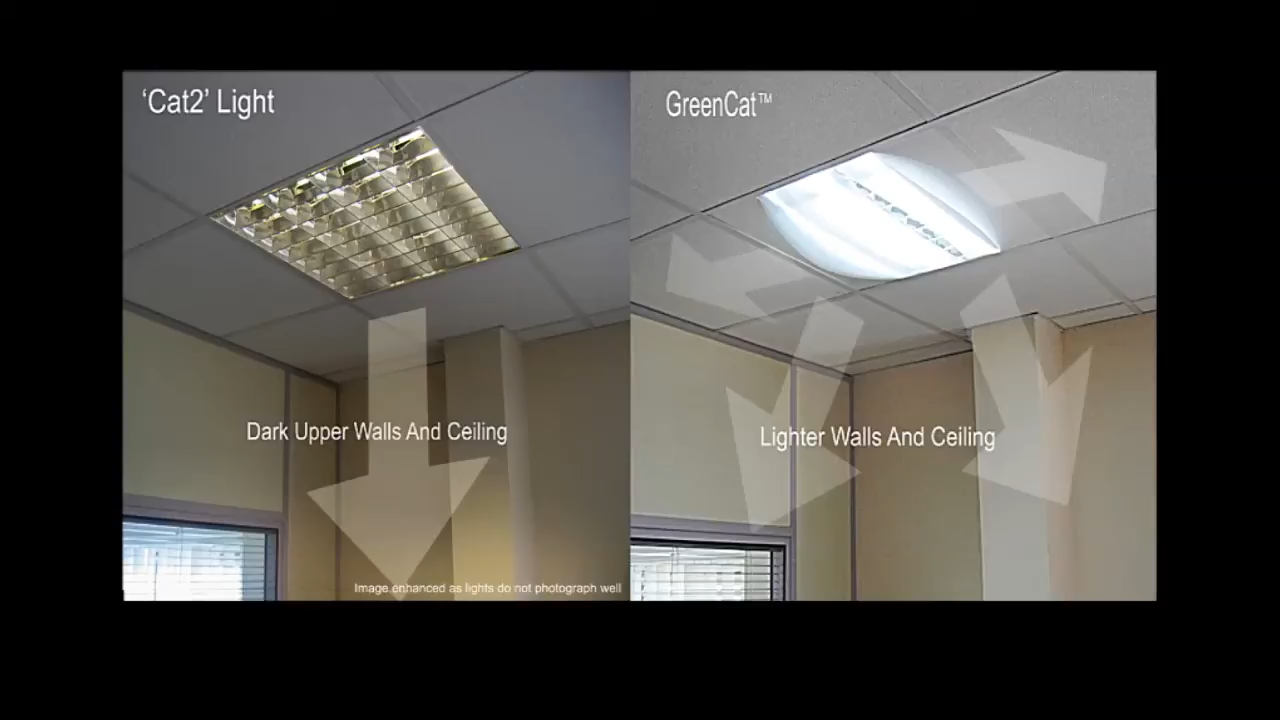 ‘Cat2’ Light
GreenCat™
Dark Upper Walls And Ceiling
Lighter Walls And Ceiling
Image enhanced as lights do not photograph well